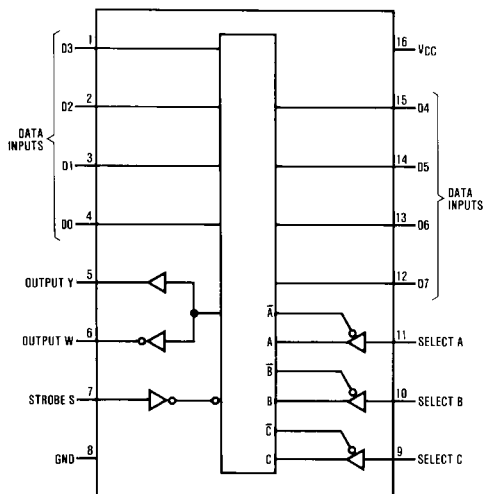 DATA
INPUTS
D3 1
D2 2
D1 3
D0 4
OUTPUT Y 5
OUTPUT W 6
STROBE S 7
GND 8
16 VCC
15 D4
14 D5
13 D6
12 D7
DATA
INPUTS
A̅
A 11 SELECT A
B̅
B 10 SELECT B
C̅
C 9 SELECT C